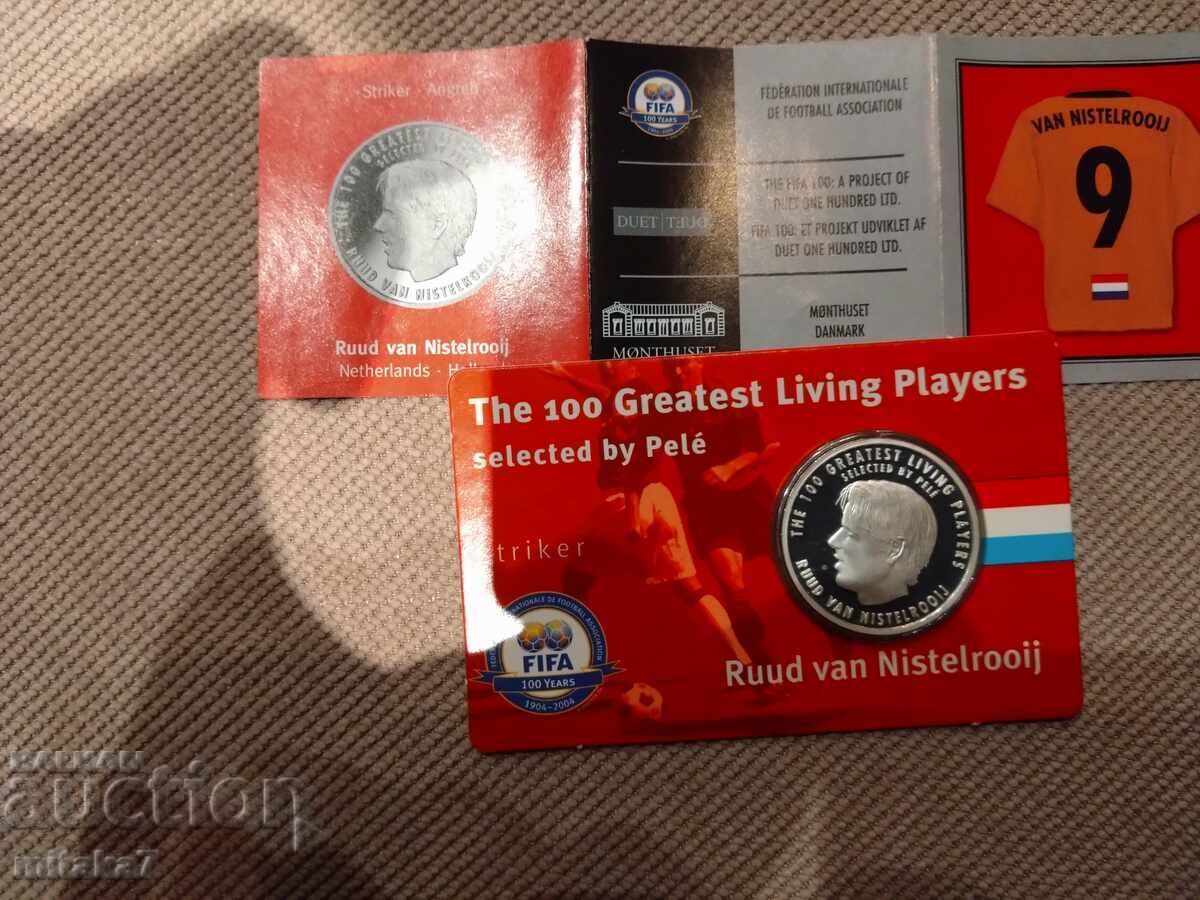 Striker · Angreb
THE 100 GREATEST LIVING PLAYERS
SELECTED BY PELÉ
RUUD VAN NISTELROOIJ
Ruud van Nistelrooij
Netherlands ·
FIFA
100 YEARS
1904-2004
DUET
MØNTHUSET
FÉDÉRATION INTERNATIONALE
DE FOOTBALL ASSOCIATION
THE FIFA 100: A PROJECT OF
DUET ONE HUNDRED LTD.
FIFA 100: ET PROJEKT UDVIKLET AF
DUET ONE HUNDRED LTD.
MØNTHUSET
DANMARK
VAN NISTELROOIJ
9
The 100 Greatest Living Players
selected by Pelé
Striker
THE 100 GREATEST LIVING PLAYERS
SELECTED BY PELÉ
RUUD VAN NISTELROOIJ
FIFA
100 YEARS
1904-2004
Ruud van Nistelrooij
BALKAN
auction
mitaka7